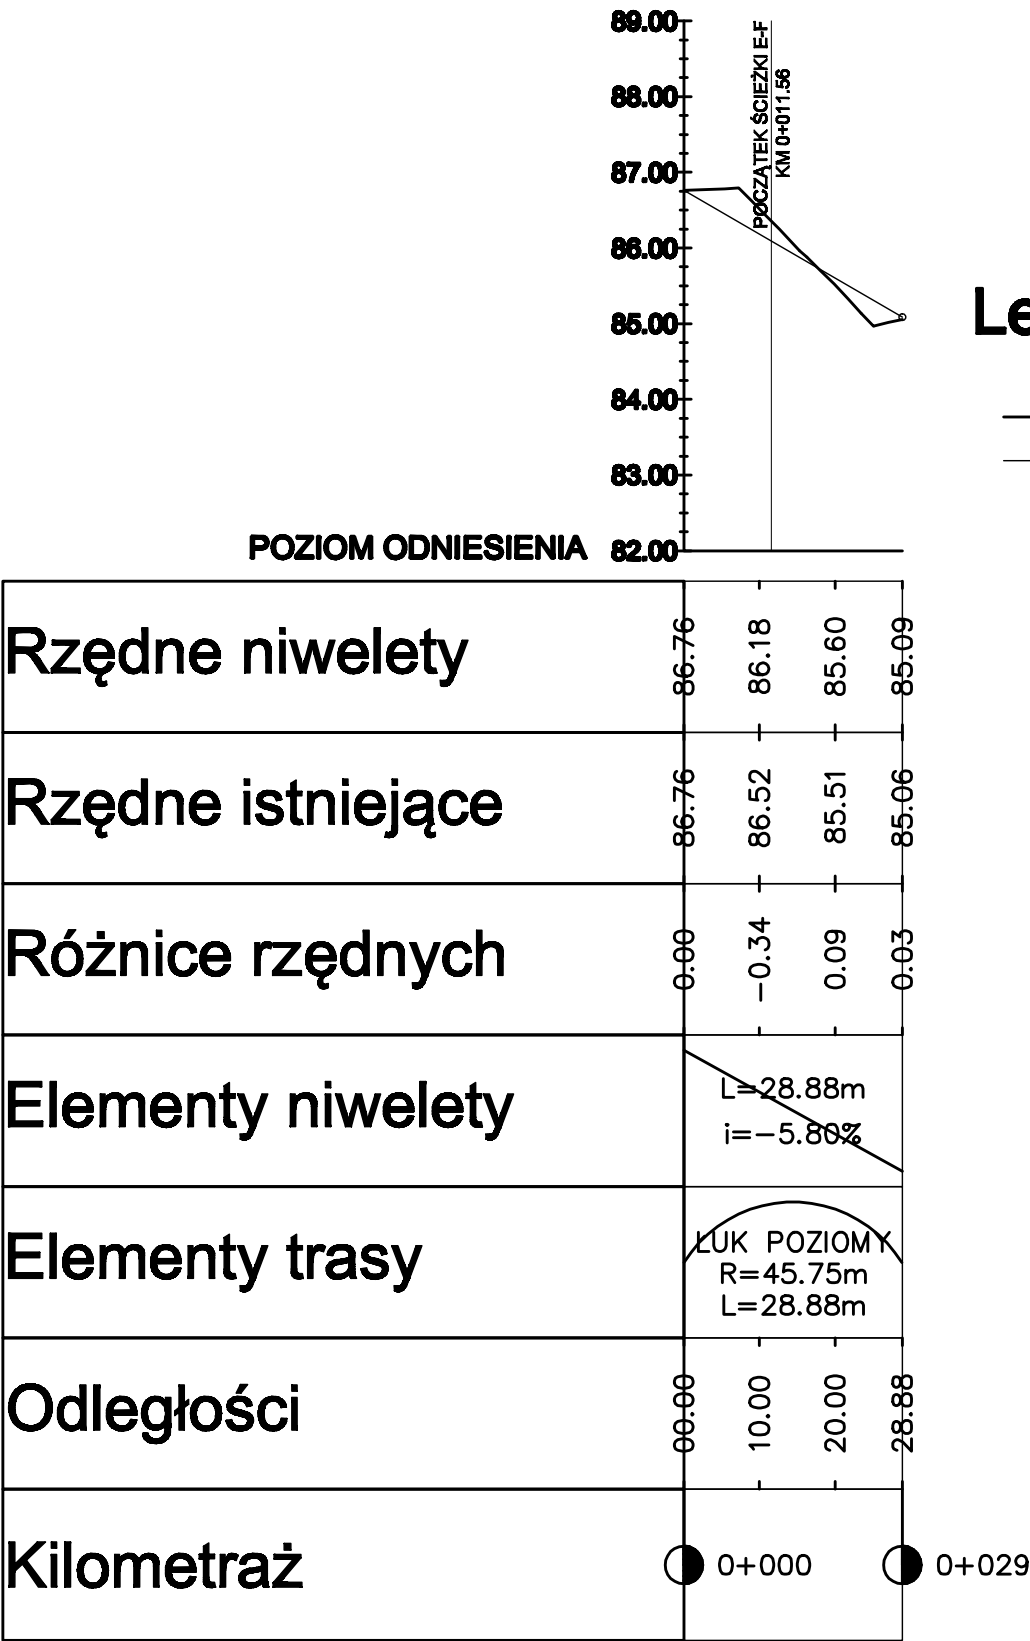 89.00
88.00
87.00
86.00
85.00
84.00
83.00
82.00
POCZĄTEK ŚCIEŻKI E-F
KM 0+011.56
Le
POZIOM ODNIESIENIA
Rzędne niwelety 86.76 86.18 85.60 85.09
Rzędne istniejące 86.76 86.52 85.51 85.06
Różnice rzędnych 0.00 -0.34 0.09 0.03
Elementy niwelety
L=28.88m
i=-5.80%
Elementy trasy
ŁUK POZIOMY
R=45.75m
L=28.88m
Odległości 00.00 10.00 20.00 28.88
Kilometraż 0+000 0+029